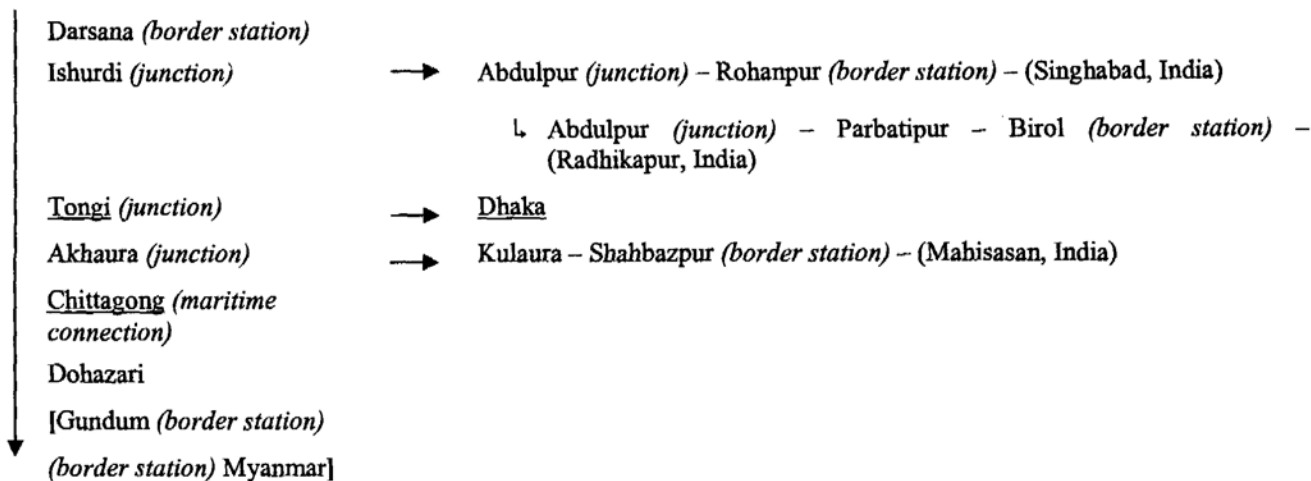 Darsana (border station)
Ishurdi (junction) → Abdulpur (junction) – Rohanpur (border station) – (Singhabad, India)
↳ Abdulpur (junction) – Parbatipur – Birol (border station) –
(Radhikapur, India)
Tongi (junction) → Dhaka
Akhaura (junction) → Kulaura – Shahbazpur (border station) – (Mahisasan, India)
Chittagong (maritime
connection)
Dohazari
[Gundum (border station)
(border station) Myanmar]